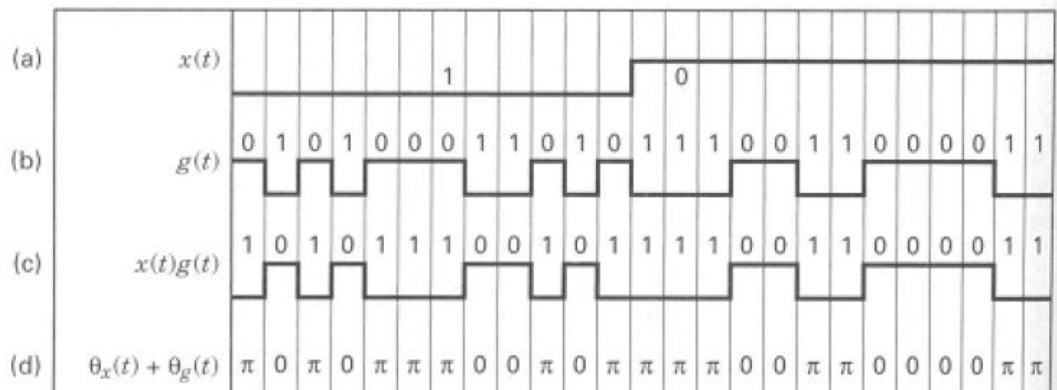 (a) x(t) 1 0
(b) g(t) 0 1 0 1 0 0 0 1 1 0 1 0 1 1 1 0 0 1 1 0 0 0 0 1 1
(c) x(t)g(t) 1 0 1 0 1 1 1 0 0 1 0 1 1 1 1 0 0 1 1 0 0 0 0 1 1
(d) θx(t) + θg(t) π 0 π 0 π π π 0 0 π 0 π π π π 0 0 π π 0 0 0 0 π π